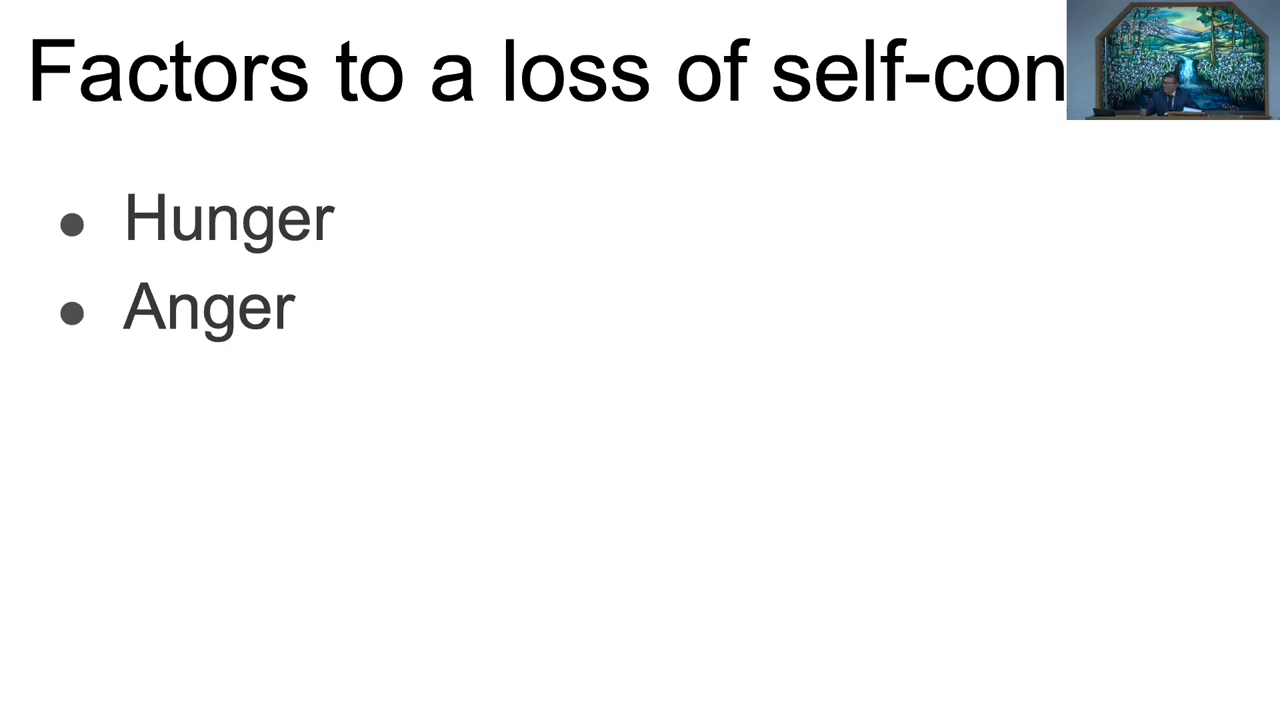 Factors to a loss of self-con
• Hunger
• Anger